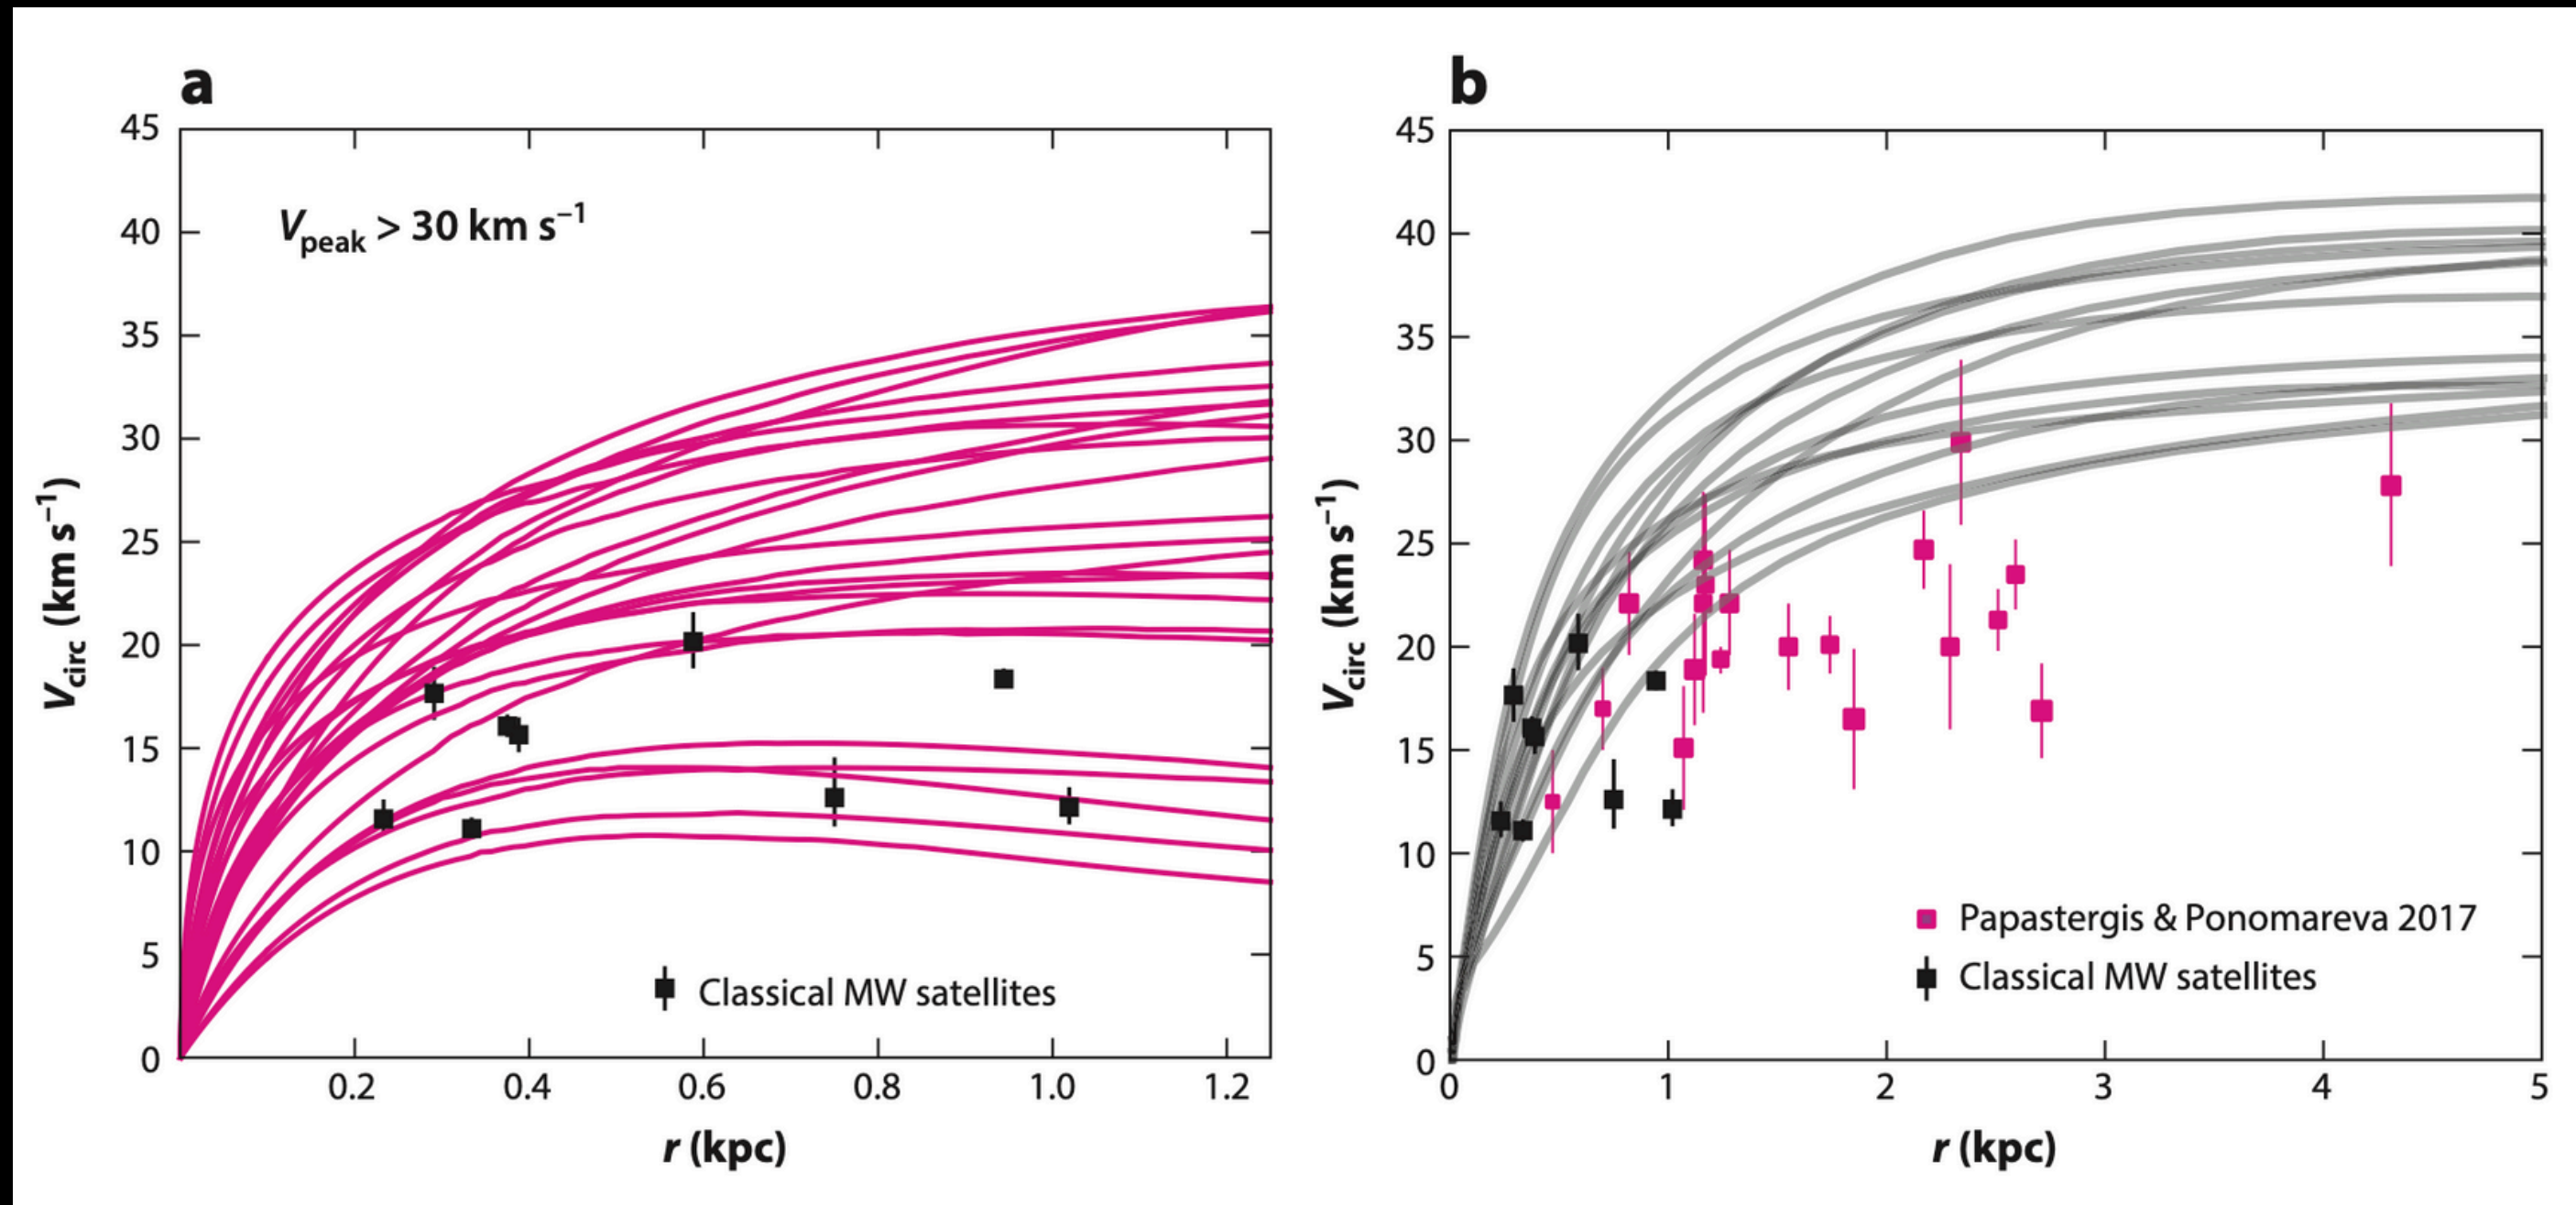 a
45
40
35
30
25
20
15
10
5
0
V_circ (km s⁻¹)
V_peak > 30 km s⁻¹
Classical MW satellites
0.2 0.4 0.6 0.8 1.0 1.2
r (kpc)
b
45
40
35
30
25
20
15
10
5
0
V_circ (km s⁻¹)
Papastergis & Ponomareva 2017
Classical MW satellites
0 1 2 3 4 5
r (kpc)